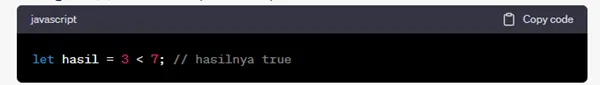 javascript
Copy code
let hasil = 3 < 7; // hasilnya true